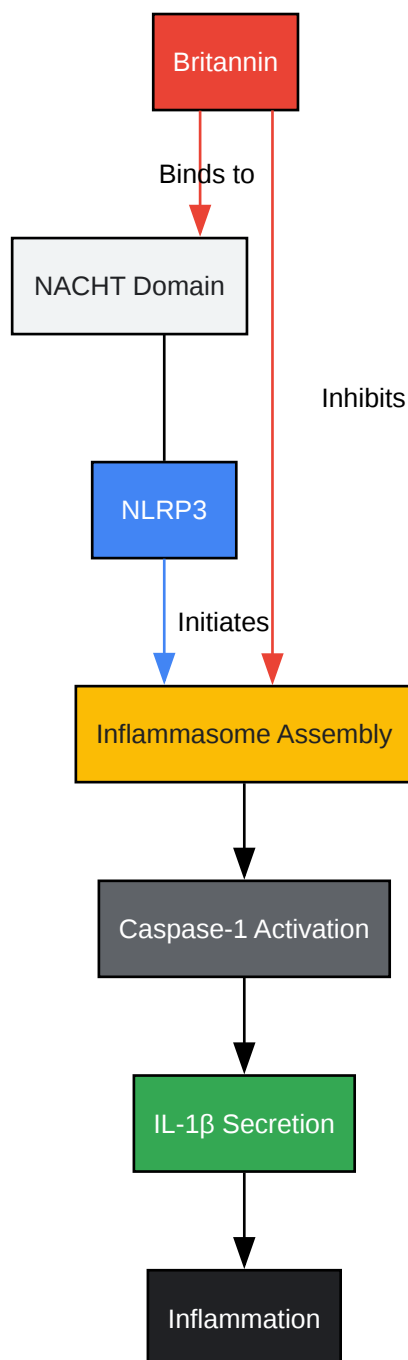 Britannin
Binds to
NACHT Domain
Inhibits
NLRP3
Initiates
Inflammasome Assembly
Caspase-1 Activation
IL-1β Secretion
Inflammation